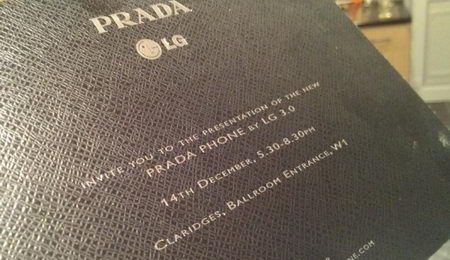 PRADA
LG
INVITE YOU TO THE PRESENTATION OF THE NEW
PRADA PHONE BY LG 3.0
14TH DECEMBER, 5.30-8.30PM
CLARIDGES, BALLROOM ENTRANCE, W1